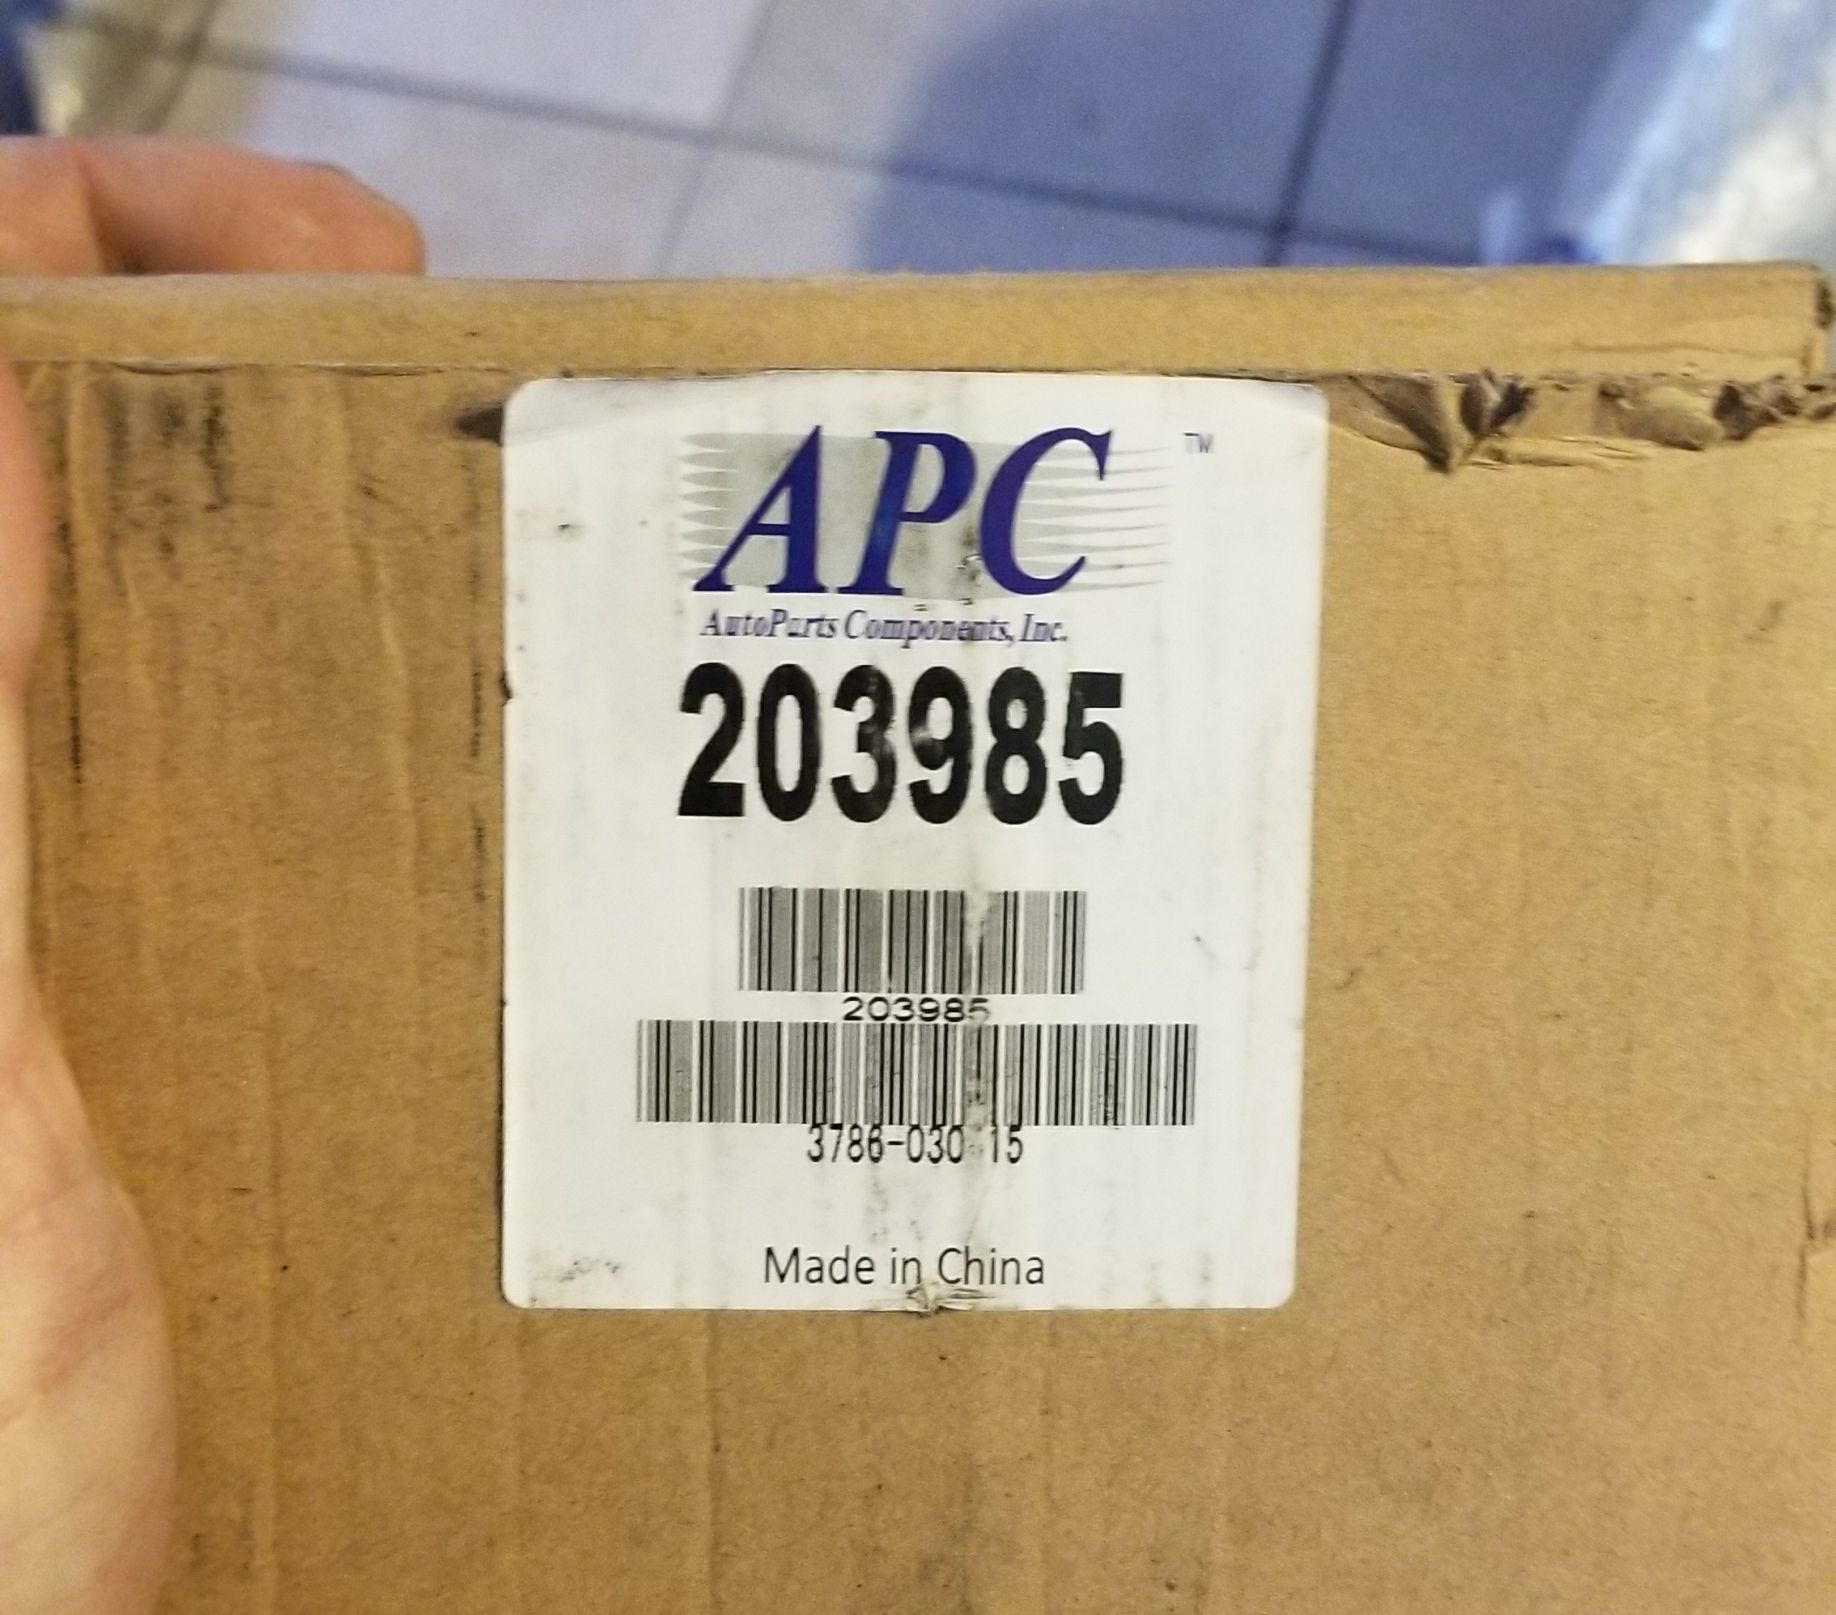 APC TM
AutoParts Components, Inc.
203985
203985
3786-030 15
Made in China